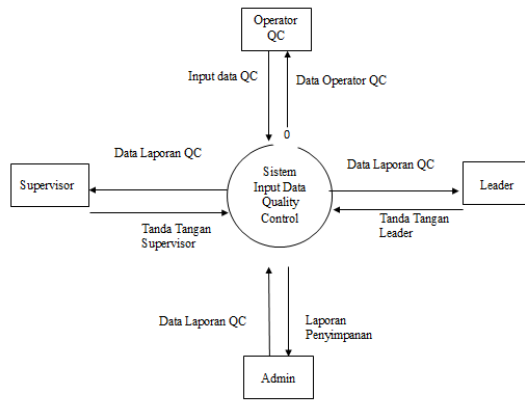 Operator
QC
Input data QC
Data Operator QC
0
Data Laporan QC
Data Laporan QC
Supervisor
Sistem
Input Data
Quality
Control
Leader
Tanda Tangan
Supervisor
Tanda Tangan
Leader
Data Laporan QC
Laporan
Penyimpanan
Admin